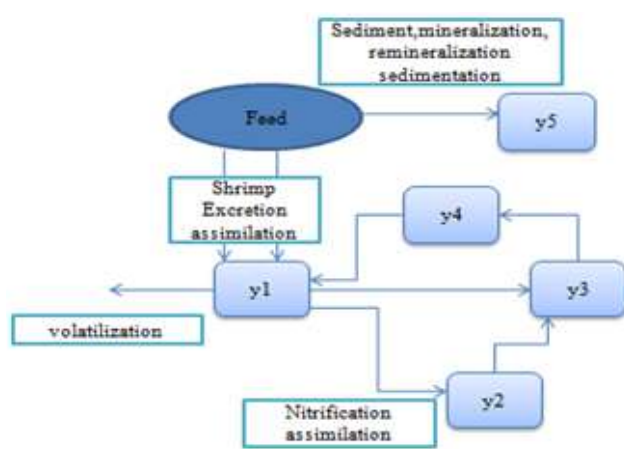 Sediment,mineralization,
remineralization
sedimentation
Feed
y5
Shrimp
Excretion
assimilation
y4
y1
y3
volatilization
y2
Nitrification
assimilation